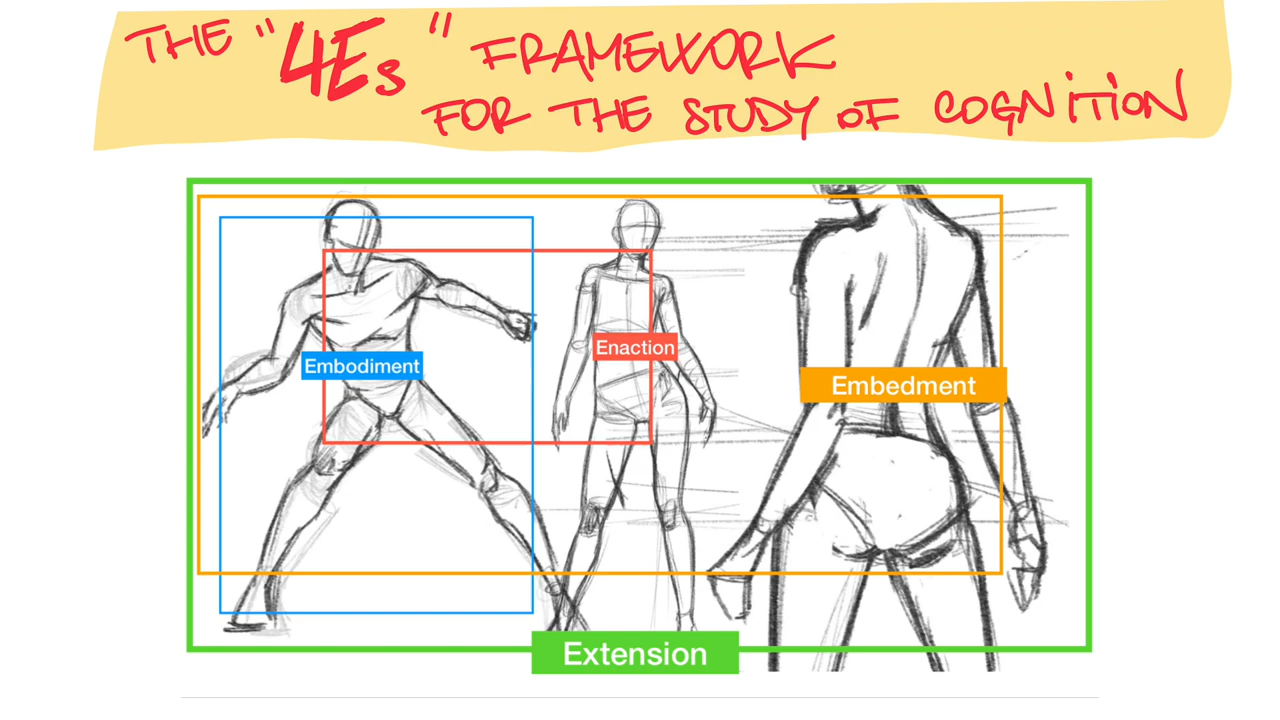 THE "4Es" FRAMEWORK
FOR THE STUDY OF COGNITION
Embodiment
Enaction
Embedment
Extension